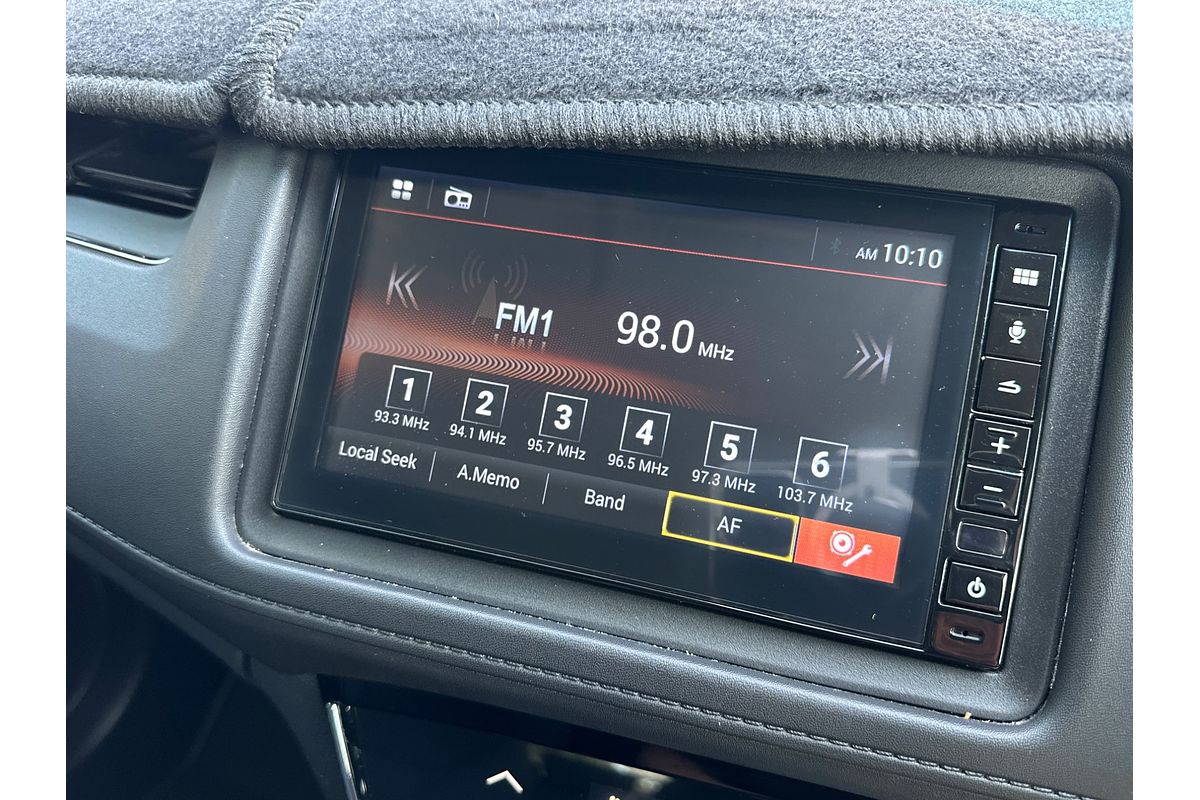 AM 10:10
FM1
98.0 MHz
1 2 3 4 5 6
93.3 MHz 94.1 MHz 95.7 MHz 96.5 MHz 97.3 MHz 103.7 MHz
Local Seek A.Memo Band AF
+
−